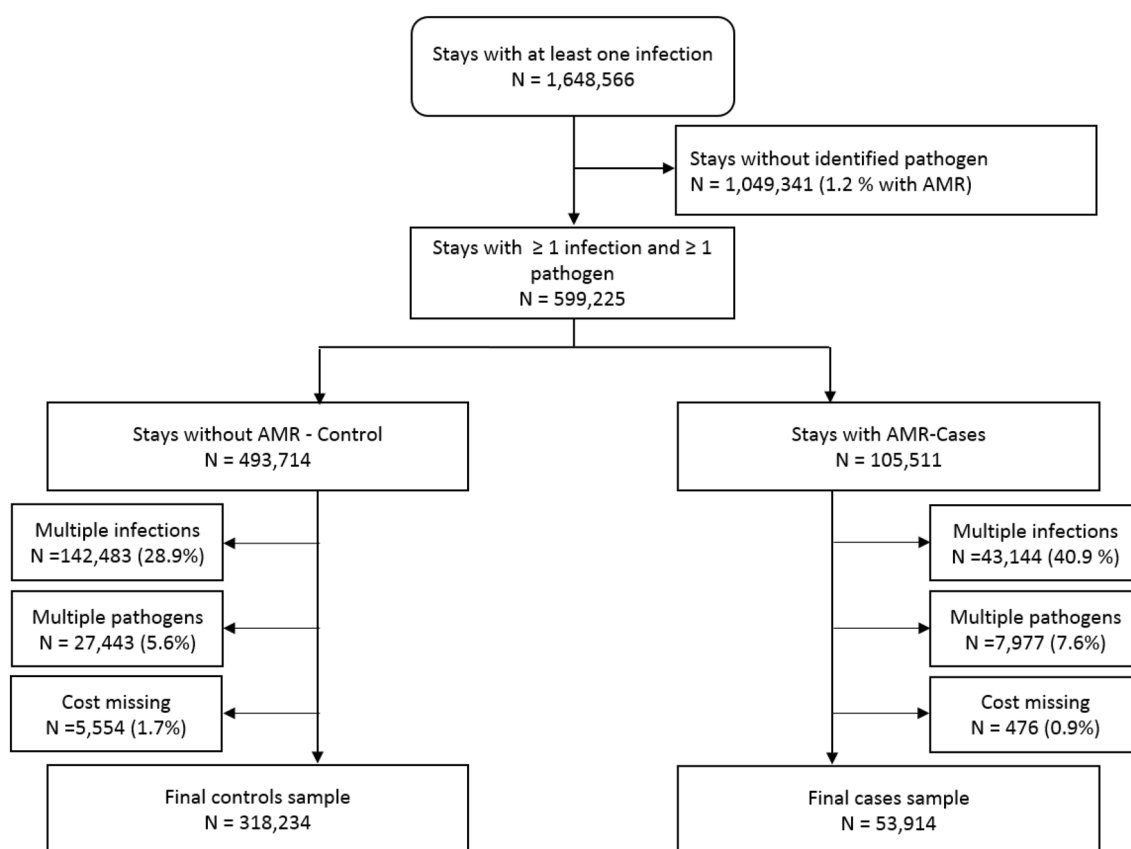 Stays with at least one infection
N = 1,648,566
Stays without identified pathogen
N = 1,049,341 (1.2 % with AMR)
Stays with ≥ 1 infection and ≥ 1
pathogen
N = 599,225
Stays without AMR - Control
N = 493,714
Stays with AMR-Cases
N = 105,511
Multiple infections
N =142,483 (28.9%)
Multiple infections
N =43,144 (40.9 %)
Multiple pathogens
N = 27,443 (5.6%)
Multiple pathogens
N =7,977 (7.6%)
Cost missing
N =5,554 (1.7%)
Cost missing
N = 476 (0.9%)
Final controls sample
N = 318,234
Final cases sample
N = 53,914